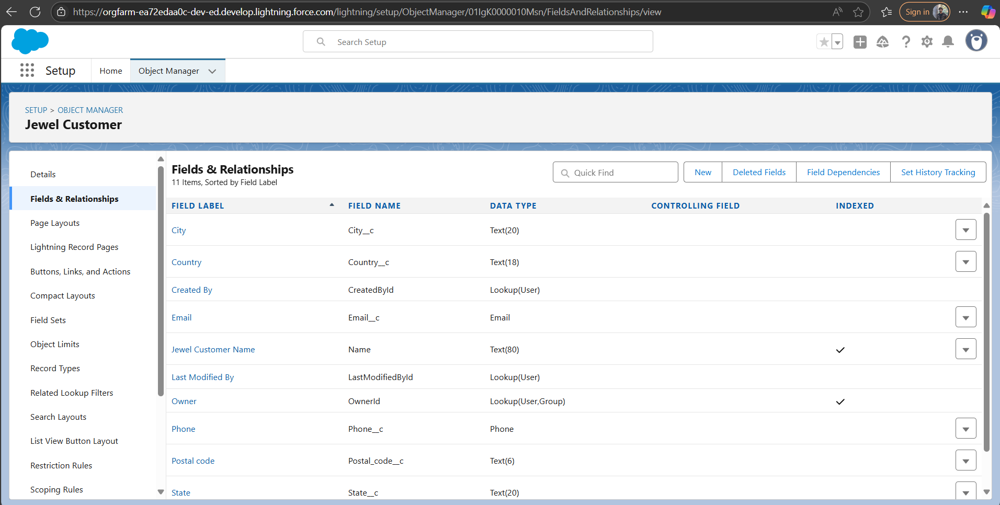 https://orgfarm-ea72edaa0c-dev-ed.develop.lightning.force.com/lightning/setup/ObjectManager/01IgK0000010Msn/FieldsAndRelationships/view
Sign in
Search Setup
Setup
Home
Object Manager
SETUP > OBJECT MANAGER
Jewel Customer
Details
Fields & Relationships
Page Layouts
Lightning Record Pages
Buttons, Links, and Actions
Compact Layouts
Field Sets
Object Limits
Record Types
Related Lookup Filters
Search Layouts
List View Button Layout
Restriction Rules
Scoping Rules
Fields & Relationships
11 Items, Sorted by Field Label
Quick Find
New
Deleted Fields
Field Dependencies
Set History Tracking
FIELD LABEL FIELD NAME DATA TYPE CONTROLLING FIELD INDEXED
City City__c Text(20)
Country Country__c Text(18)
Created By CreatedById Lookup(User)
Email Email__c Email
Jewel Customer Name Name Text(80)
Last Modified By LastModifiedById Lookup(User)
Owner OwnerId Lookup(User,Group)
Phone Phone__c Phone
Postal code Postal_code__c Text(6)
State State__c Text(20)